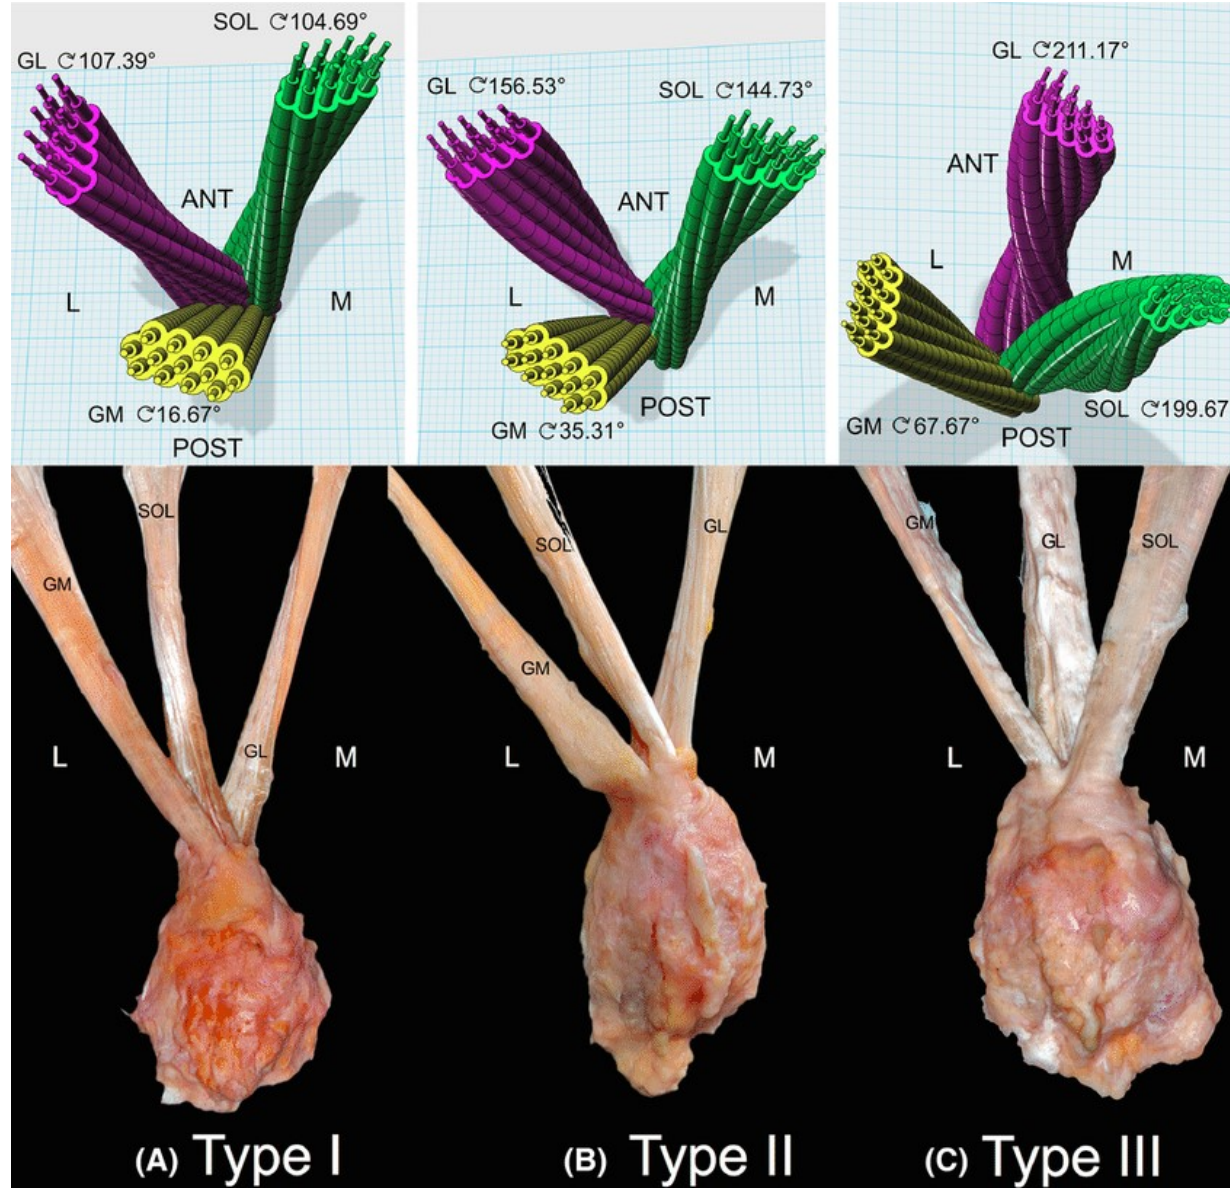 SOL ↻104.69°
GL ↻107.39°
ANT
L
M
GM ↻16.67°
POST
GL ↻156.53°
SOL ↻144.73°
ANT
L
M
POST
GM ↻35.31°
GL ↻211.17°
ANT
L
M
SOL ↻199.67
GM ↻67.67°
POST
SOL
GM
GL
L
M
(A) Type I
GL
SOL
GM
L
M
(B) Type II
GM
GL
SOL
L
M
(C) Type III